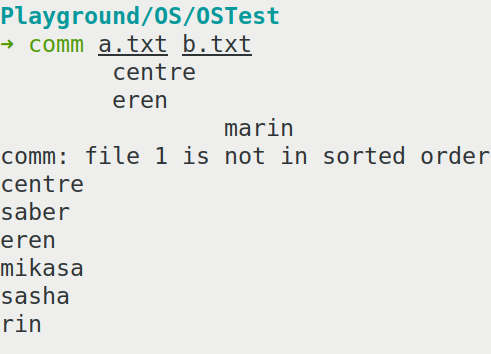 Playground/OS/OSTest
→ comm a.txt b.txt
centre
eren
marin
comm: file 1 is not in sorted order
centre
saber
eren
mikasa
sasha
rin